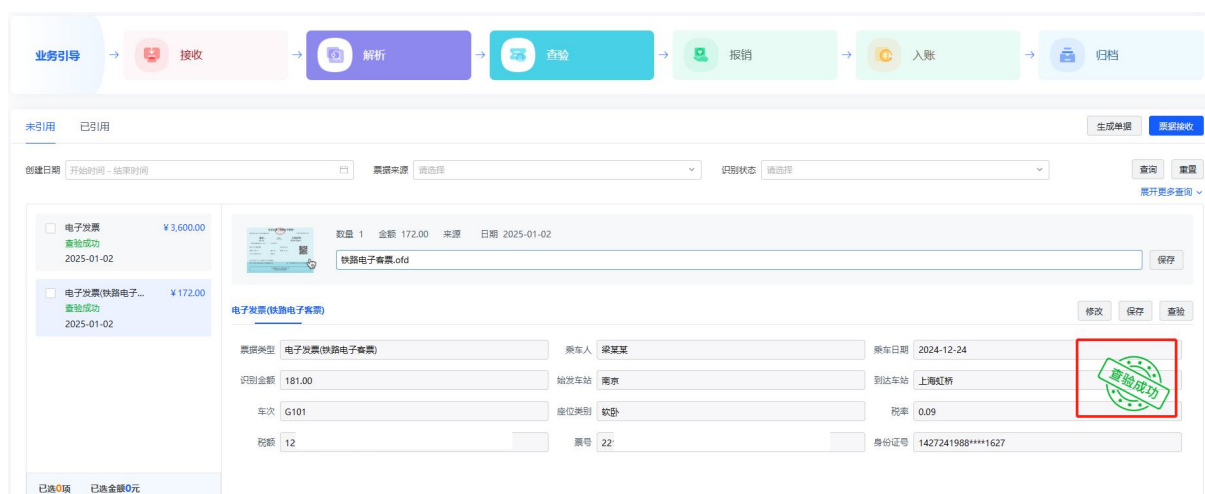 业务引导 → 接收 → 解析 → 查验 → 报销 → 入账 → 归档
未引用 已引用 生成单据 票据接收
创建日期 开始时间 - 结束时间 票据来源 请选择 识别状态 请选择 查询 重置
展开更多查询
电子发票 ¥3,600.00
查验成功
2025-01-02
电子发票(铁路电子... ¥172.00
查验成功
2025-01-02
数量 1 金额 172.00 来源 日期 2025-01-02
铁路电子客票.ofd 保存
电子发票(铁路电子客票) 修改 保存 查验
票据类型 电子发票(铁路电子客票) 乘车人 梁某某 乘车日期 2024-12-24
识别金额 181.00 始发车站 南京 到达车站 上海虹桥
查验成功
车次 G101 座位类别 软卧 税率 0.09
税额 12 票号 22 身份证号 1427241988****1627
已选0项 已选金额0元